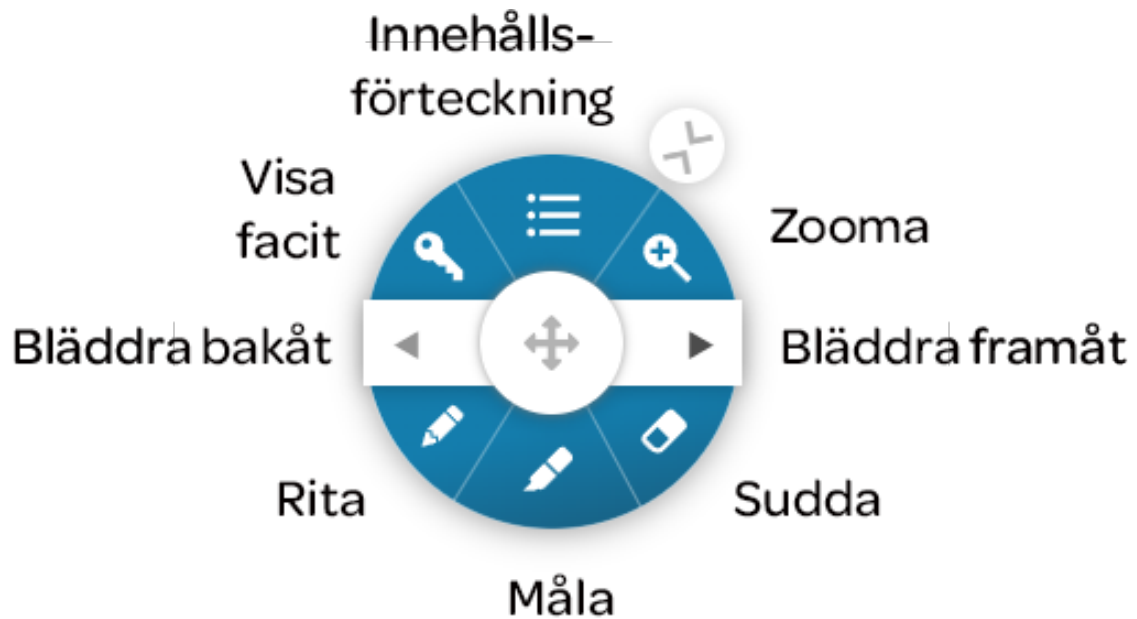 Innehålls-
förteckning
Visa
facit
Zooma
Bläddra bakåt
Bläddra framåt
Rita
Sudda
Måla